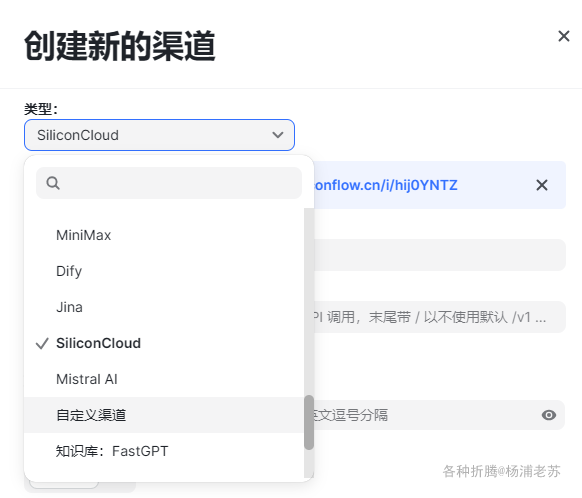 创建新的渠道
类型:
SiliconCloud
onflow.cn/i/hij0YNTZ
MiniMax
Dify
Jina
PI 调用，末尾带 / 以不使用默认 /v1 ...
SiliconCloud
Mistral AI
自定义渠道
英文逗号分隔
知识库：FastGPT
各种折腾@杨浦老苏